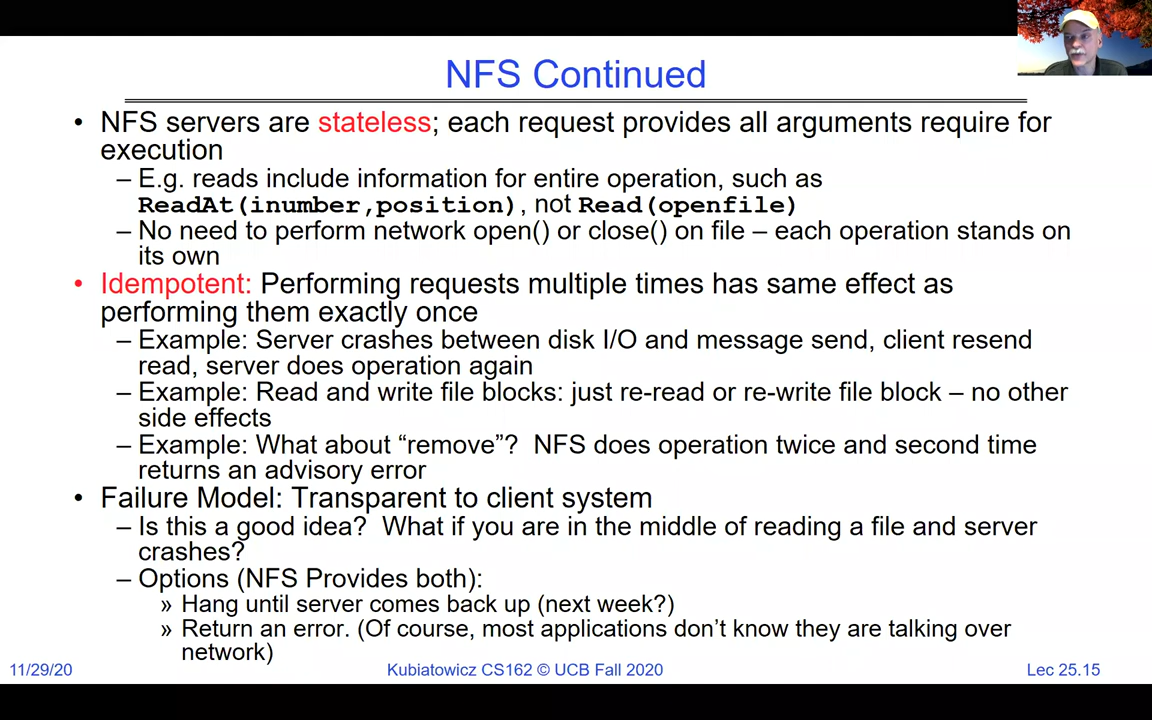 NFS Continued
• NFS servers are stateless; each request provides all arguments require for
execution
– E.g. reads include information for entire operation, such as
ReadAt(inumber,position), not Read(openfile)
– No need to perform network open() or close() on file – each operation stands on
its own
• Idempotent: Performing requests multiple times has same effect as
performing them exactly once
– Example: Server crashes between disk I/O and message send, client resend
read, server does operation again
– Example: Read and write file blocks: just re-read or re-write file block – no other
side effects
– Example: What about “remove”?  NFS does operation twice and second time
returns an advisory error
• Failure Model: Transparent to client system
– Is this a good idea?  What if you are in the middle of reading a file and server
crashes?
– Options (NFS Provides both):
» Hang until server comes back up (next week?)
» Return an error. (Of course, most applications don’t know they are talking over
network)
11/29/20
Kubiatowicz CS162 © UCB Fall 2020
Lec 25.15